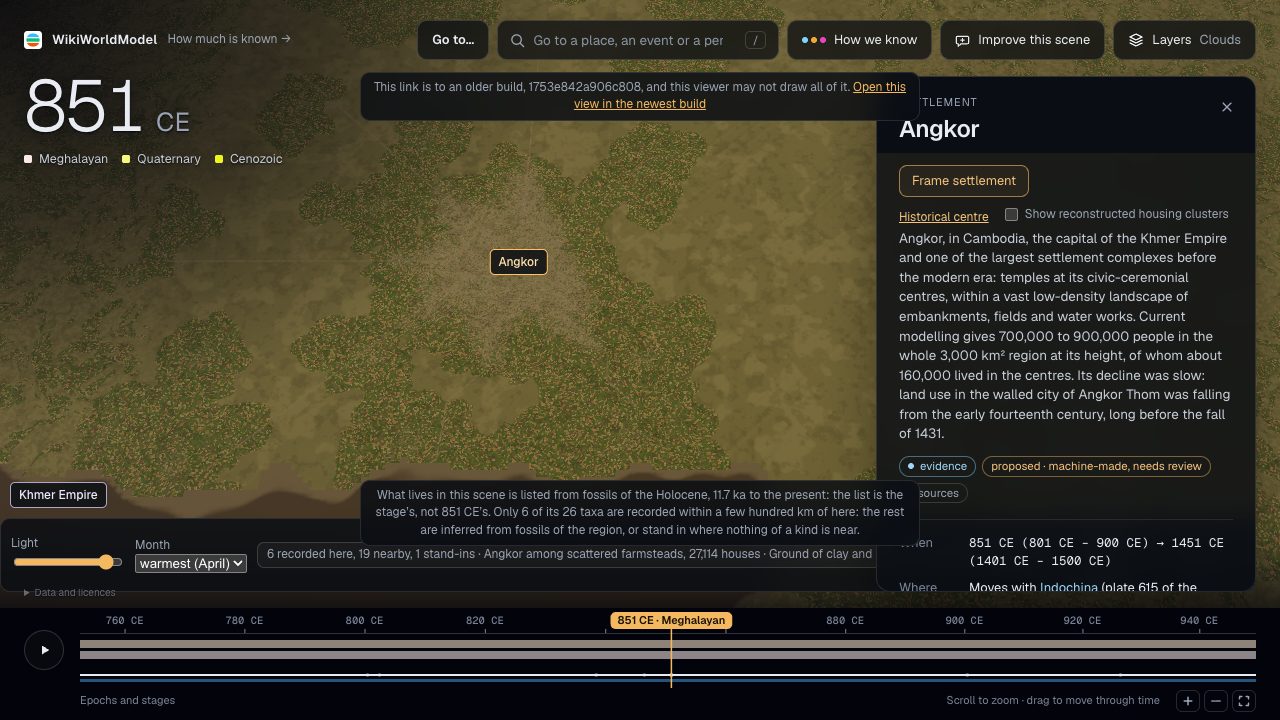 WikiWorldModel
How much is known →
Go to...
Go to a place, an event or a per
/
How we know
Improve this scene
Layers Clouds
851 CE
Meghalayan
Quaternary
Cenozoic
This link is to an older build, 1753e842a906c808, and this viewer may not draw all of it. Open this
view in the newest build
TLEMENT
Angkor
Frame settlement
Historical centre
Show reconstructed housing clusters
Angkor, in Cambodia, the capital of the Khmer Empire
and one of the largest settlement complexes before
the modern era: temples at its civic-ceremonial
centres, within a vast low-density landscape of
embankments, fields and water works. Current
modelling gives 700,000 to 900,000 people in the
whole 3,000 km² region at its height, of whom about
160,000 lived in the centres. Its decline was slow:
land use in the walled city of Angkor Thom was falling
from the early fourteenth century, long before the fall
of 1431.
evidence
proposed · machine-made, needs review
sources
When
851 CE (801 CE – 900 CE) → 1451 CE
(1401 CE – 1500 CE)
Where
Moves with Indochina (plate 615 of the
Angkor
Khmer Empire
What lives in this scene is listed from fossils of the Holocene, 11.7 ka to the present: the list is the
stage's, not 851 CE's. Only 6 of its 26 taxa are recorded within a few hundred km of here: the rest
are inferred from fossils of the region, or stand in where nothing of a kind is near.
Light
Month
warmest (April)
6 recorded here, 19 nearby, 1 stand-ins · Angkor among scattered farmsteads, 27,114 houses · Ground of clay and
Data and licences
760 CE
780 CE
800 CE
820 CE
851 CE · Meghalayan
880 CE
900 CE
920 CE
940 CE
Epochs and stages
Scroll to zoom · drag to move through time